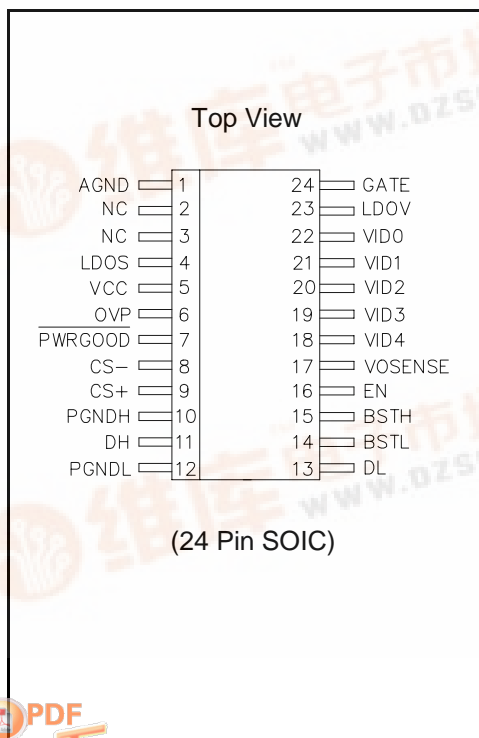 Top View
AGND 1 24 GATE
NC 2 23 LDOV
NC 3 22 VID0
LDOS 4 21 VID1
VCC 5 20 VID2
OVP 6 19 VID3
PWRGOOD 7 18 VID4
CS- 8 17 VOSENSE
CS+ 9 16 EN
PGNDH 10 15 BSTH
DH 11 14 BSTL
PGNDL 12 13 DL
(24 Pin SOIC)
PDF